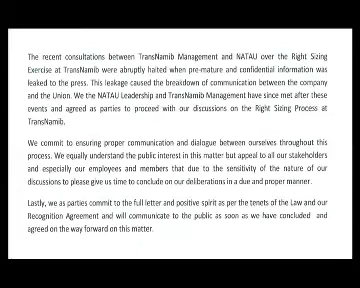 The recent consultations between TransNamib Management and NATAU over the Right Sizing
Exercise at TransNamib were abruptly halted when pre-mature and confidential information was
leaked to the press. This leakage caused the breakdown of communication between the company
and the Union. We the NATAU Leadership and TransNamib Management have since met after these
events and agreed as parties to proceed with our discussions on the Right Sizing Process at
TransNamib.
We commit to ensuring proper communication and dialogue between ourselves throughout this
process. We equally understand the public interest in this matter but appeal to all our stakeholders
and especially our employees and members that due to the sensitivity of the nature of our
discussions to please give us time to conclude on our deliberations in a due and proper manner.
Lastly, we as parties commit to the full letter and positive spirit as per the tenets of the Law and our
Recognition Agreement and will communicate to the public as soon as we have concluded and
agreed on the way forward on this matter.